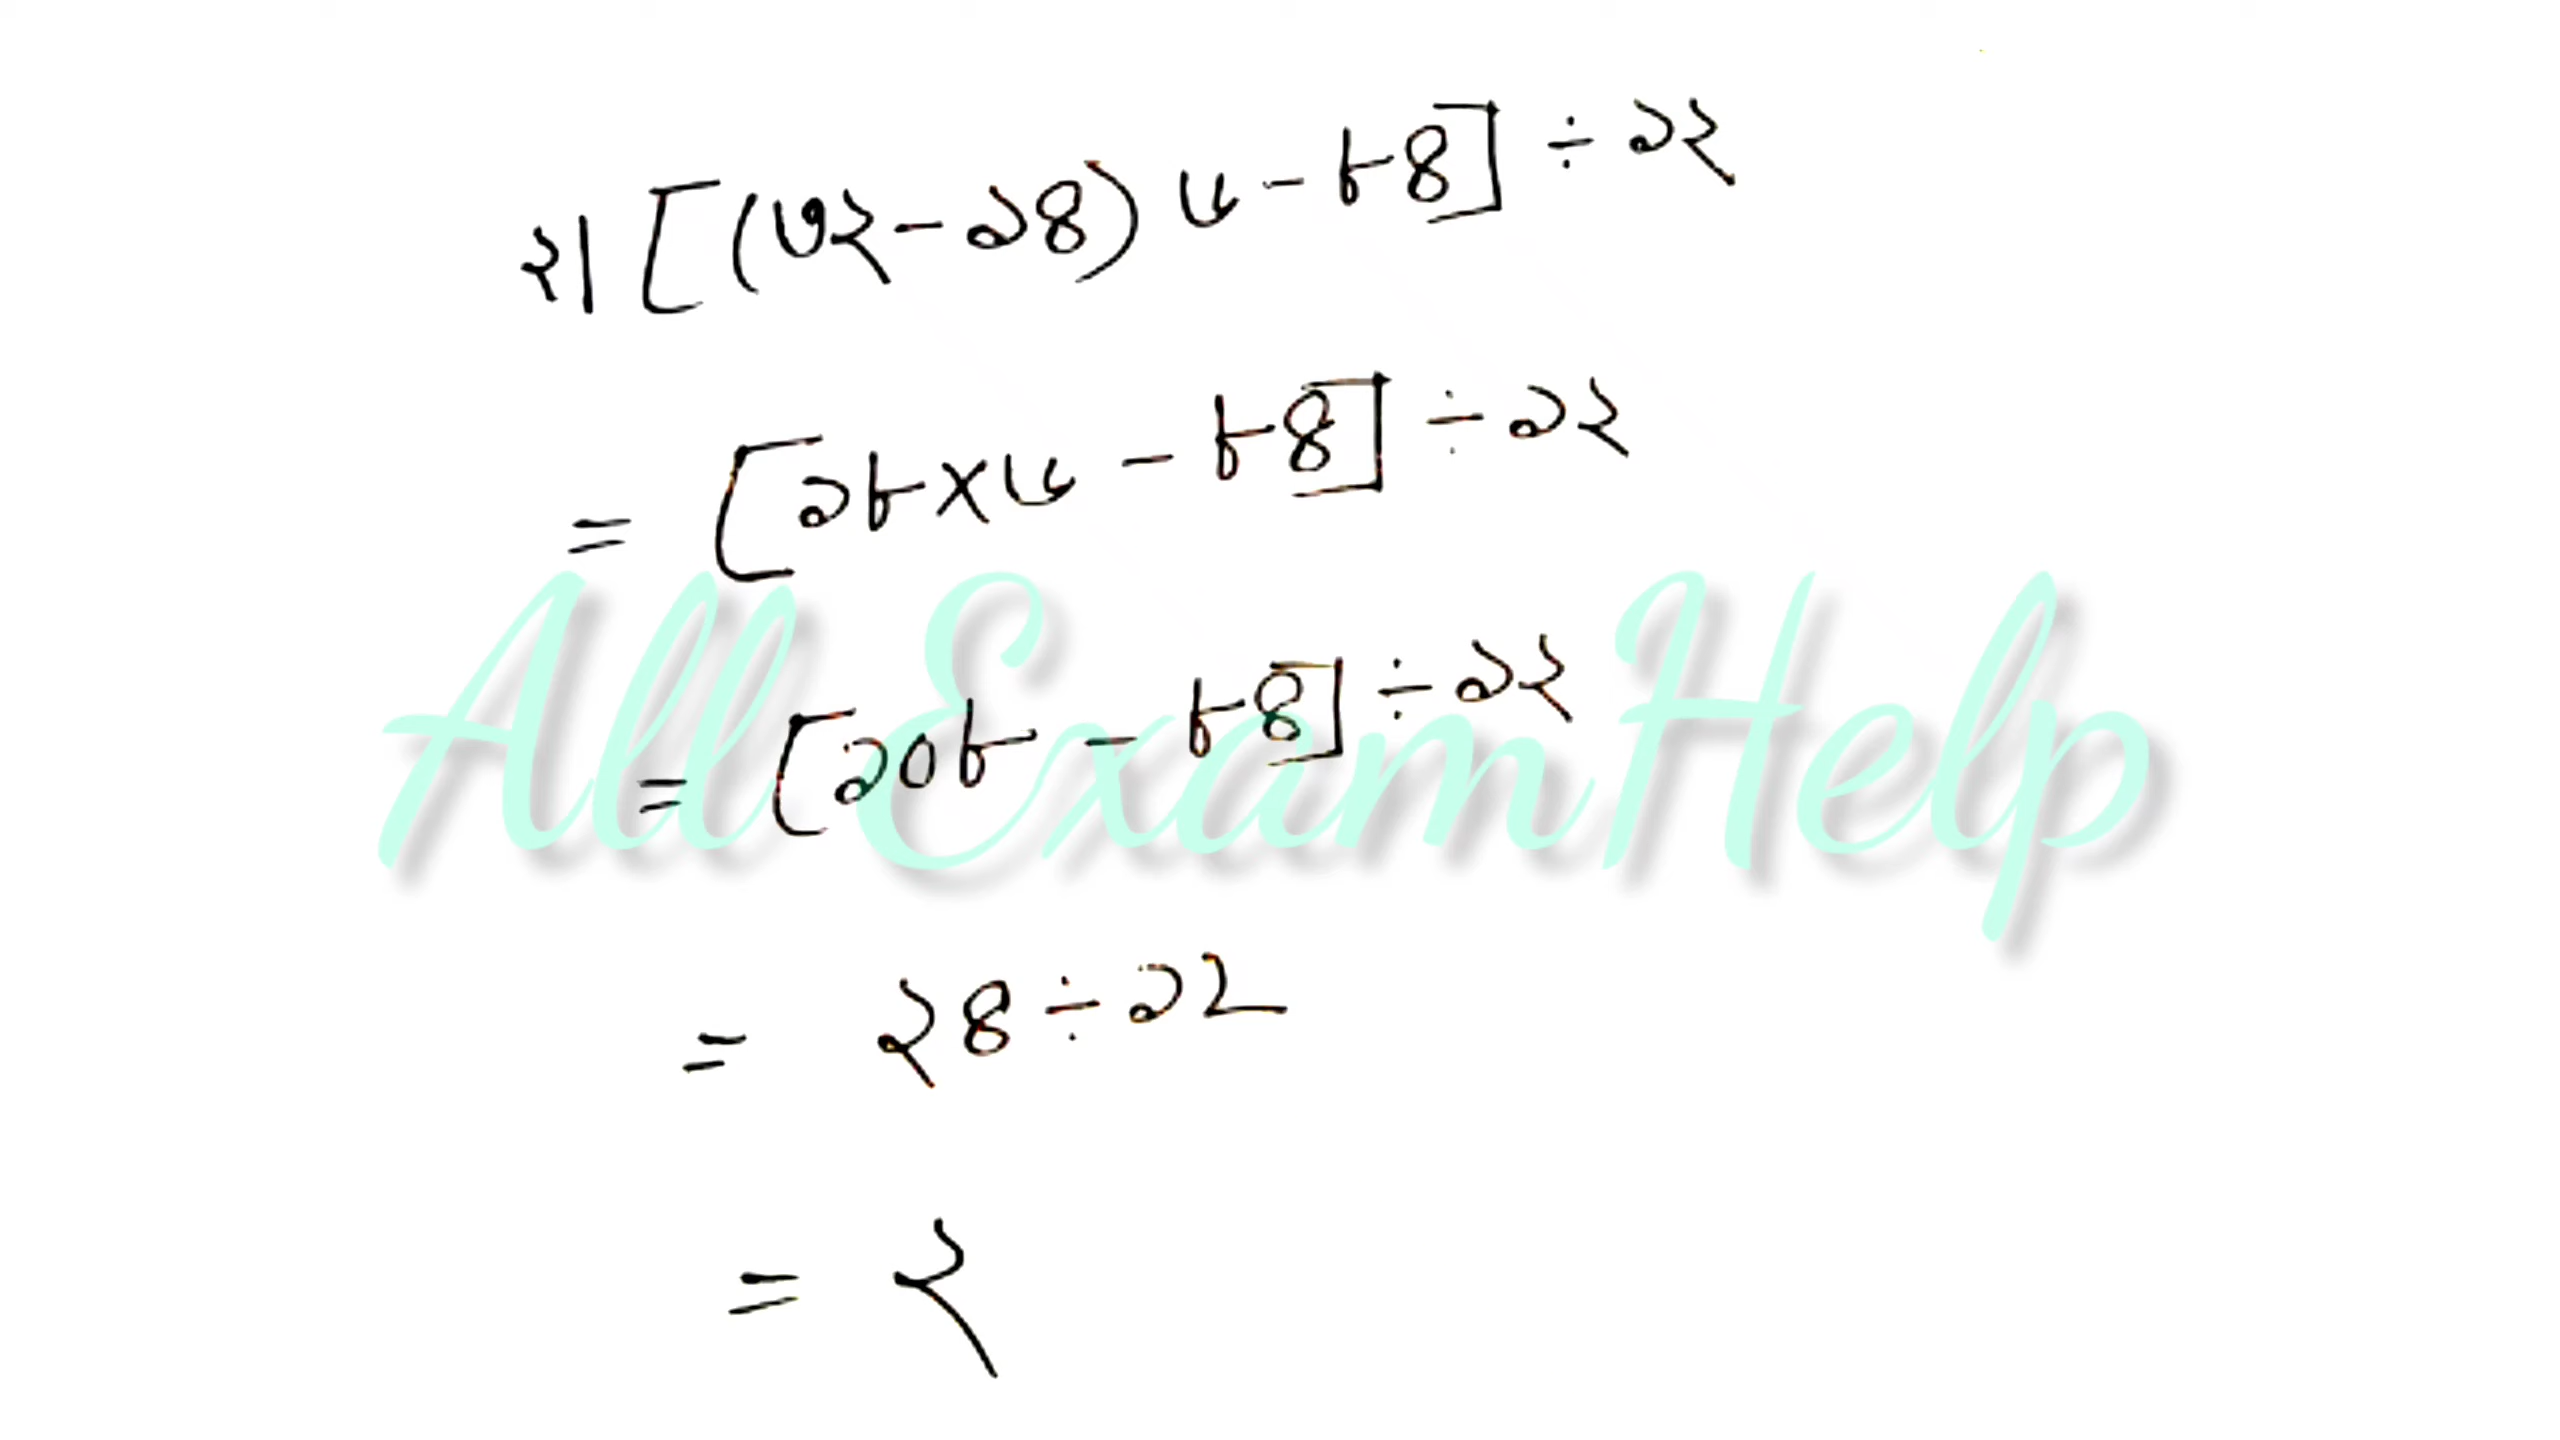 ২| [(৩২-১৪) ৬ - ৮৪] ÷ ১২
= [১৮×৬ - ৮৪] ÷ ১২
= [১০৮ - ৮৪] ÷ ১২
All Exam Help
= ২৪ ÷ ১২
= ২